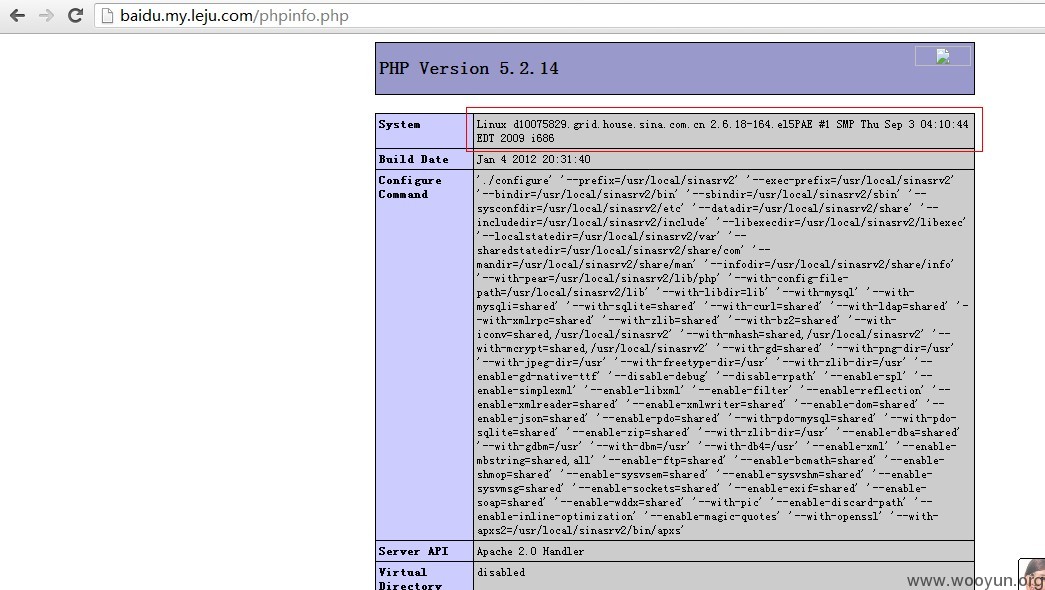 baidu.my.leju.com/phpinfo.php
PHP Version 5.2.14
System
Linux d10075829.grid.house.sina.com.cn 2.6.18-164.el5PAE #1 SMP Thu Sep 3 04:10:44
EDT 2009 i686
Build Date
Jan 4 2012 20:31:40
Configure
Command
'./configure' '--prefix=/usr/local/sinasrv2' '--exec-prefix=/usr/local/sinasrv2'
'--bindir=/usr/local/sinasrv2/bin' '--sbindir=/usr/local/sinasrv2/sbin' '--
sysconfdir=/usr/local/sinasrv2/etc' '--datadir=/usr/local/sinasrv2/share' '--
includedir=/usr/local/sinasrv2/include' '--libexecdir=/usr/local/sinasrv2/libexec'
'--localstatedir=/usr/local/sinasrv2/var' '--
sharedstatedir=/usr/local/sinasrv2/share/com' '--
mandir=/usr/local/sinasrv2/share/man' '--infodir=/usr/local/sinasrv2/share/info'
'--with-pear=/usr/local/sinasrv2/lib/php' '--with-config-file-
path=/usr/local/sinasrv2/lib' '--with-libdir=lib' '--with-mysql' '--with-
mysqli=shared' '--with-sqlite=shared' '--with-curl=shared' '--with-ldap=shared' '-
-with-xmlrpc=shared' '--with-zlib=shared' '--with-bz2=shared' '--with-
iconv=shared,/usr/local/sinasrv2' '--with-mhash=shared,/usr/local/sinasrv2' '--
with-mcrypt=shared,/usr/local/sinasrv2' '--with-gd=shared' '--with-png-dir=/usr'
'--with-jpeg-dir=/usr' '--with-freetype-dir=/usr' '--with-zlib-dir=/usr' '--
enable-gd-native-ttf' '--disable-debug' '--disable-rpath' '--enable-spl' '--
enable-simplexml' '--enable-libxml' '--enable-filter' '--enable-reflection' '--
enable-xmlreader=shared' '--enable-xmlwriter=shared' '--enable-dom=shared' '--
enable-json=shared' '--enable-pdo=shared' '--with-pdo-mysql=shared' '--with-pdo-
sqlite=shared' '--enable-zip=shared' '--with-zlib-dir=/usr' '--enable-dba=shared'
'--with-gdbm=/usr' '--with-dbm=/usr' '--with-db4=/usr' '--enable-xml' '--enable-
mbstring=shared,all' '--enable-ftp=shared' '--enable-bcmath=shared' '--enable-
shmop=shared' '--enable-sysvsem=shared' '--enable-sysvshm=shared' '--enable-
sysvmsg=shared' '--enable-sockets=shared' '--enable-exif=shared' '--enable-
soap=shared' '--enable-wddx=shared' '--with-pic' '--enable-discard-path' '--
enable-inline-optimization' '--enable-magic-quotes' '--with-openssl' '--with-
apxs2=/usr/local/sinasrv2/bin/apxs'
Server API
Apache 2.0 Handler
Virtual
Directory
disabled
www.wooyun.org